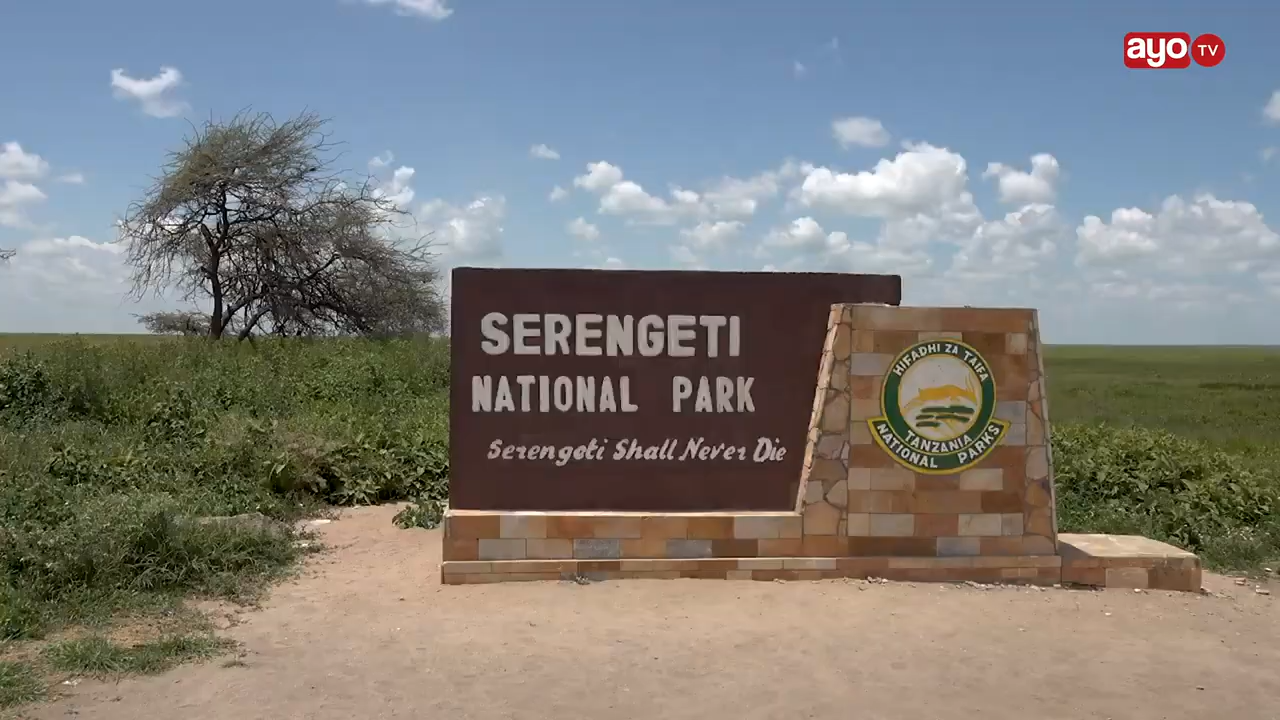 ayo TV
SERENGETI
NATIONAL PARK
Serengeti Shall Never Die
HIFADHI ZA TAIFA
TANZANIA
NATIONAL PARKS